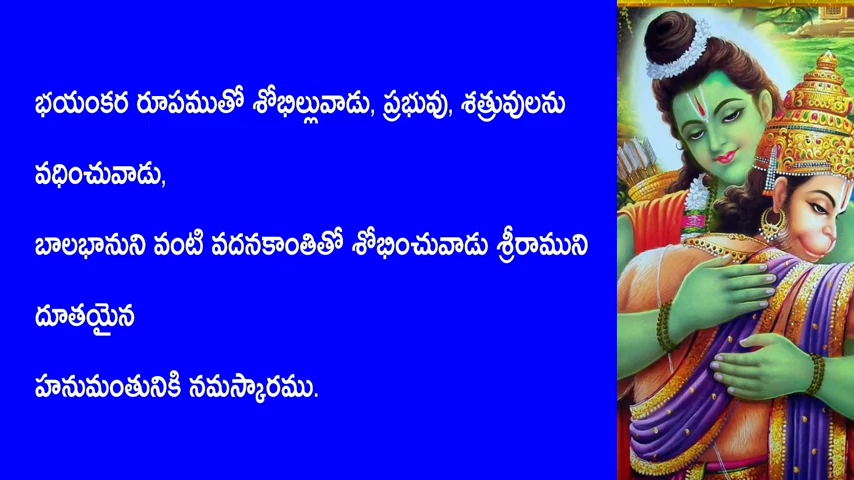 భయంకర రూపముతో శోభిల్లువాడు, ప్రభువు, శత్రువులను
వధించువాడు,
బాలభానుని వంటి వదనకాంతితో శోభించువాడు శ్రీరాముని
దూతయైన
హనుమంతునికి నమస్కారము.